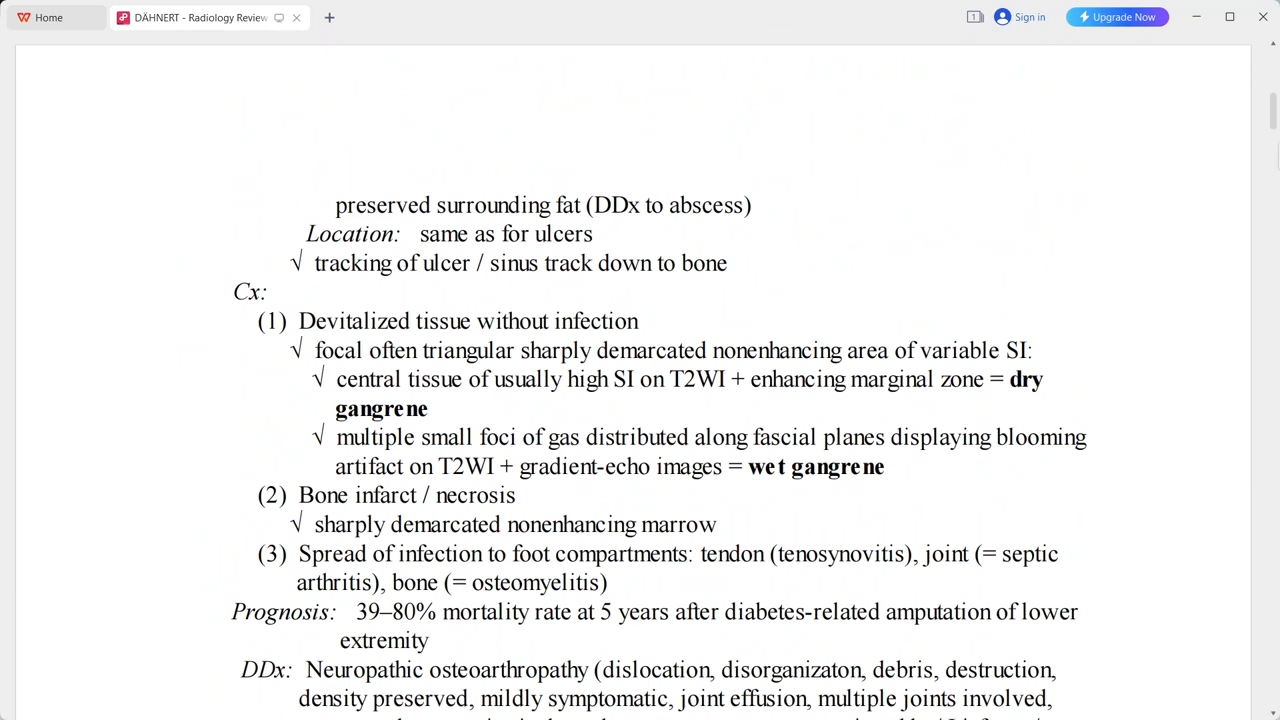 Home
DÄHNERT - Radiology Review
1
Sign in
Upgrade Now
preserved surrounding fat (DDx to abscess)
Location: same as for ulcers
√ tracking of ulcer / sinus track down to bone
Cx:
(1) Devitalized tissue without infection
√ focal often triangular sharply demarcated nonenhancing area of variable SI:
√ central tissue of usually high SI on T2WI + enhancing marginal zone = dry
gangrene
√ multiple small foci of gas distributed along fascial planes displaying blooming
artifact on T2WI + gradient-echo images = wet gangrene
(2) Bone infarct / necrosis
√ sharply demarcated nonenhancing marrow
(3) Spread of infection to foot compartments: tendon (tenosynovitis), joint (= septic
arthritis), bone (= osteomyelitis)
Prognosis: 39–80% mortality rate at 5 years after diabetes-related amputation of lower
extremity
DDx: Neuropathic osteoarthropathy (dislocation, disorganizaton, debris, destruction,
density preserved, mildly symptomatic, joint effusion, multiple joints involved,